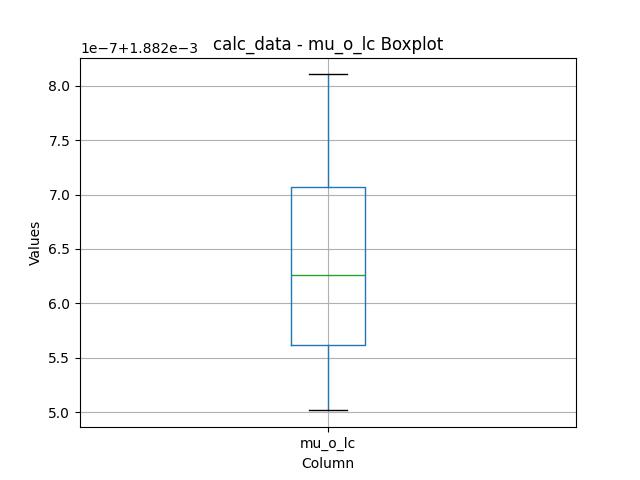 1e−7+1.882e−3
calc_data - mu_o_lc Boxplot
8.0
7.5
7.0
6.5
6.0
5.5
5.0
Values
mu_o_lc
Column